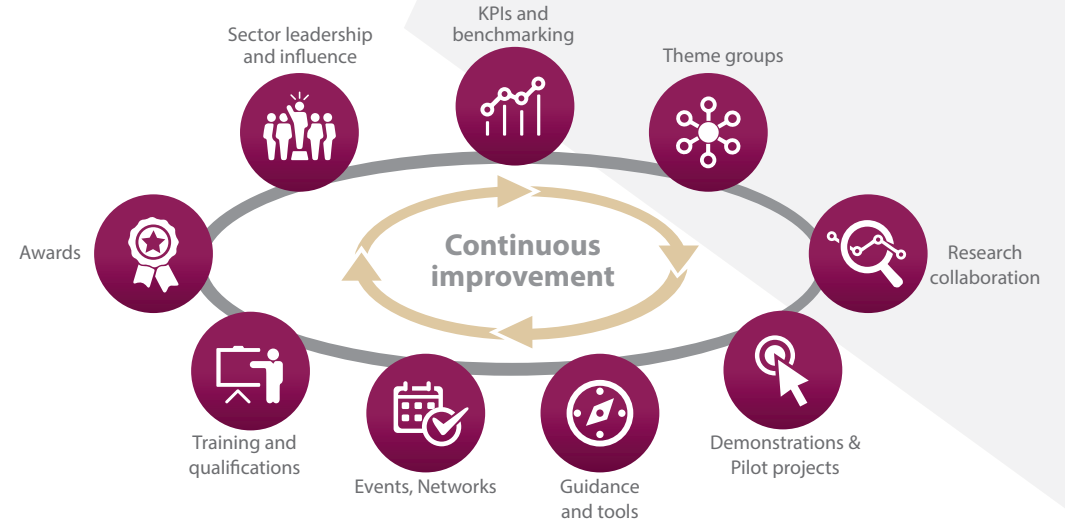 KPIs and
benchmarking
Sector leadership
and influence
Theme groups
Awards
Continuous
improvement
Research
collaboration
Training and
qualifications
Events, Networks
Guidance
and tools
Demonstrations &
Pilot projects